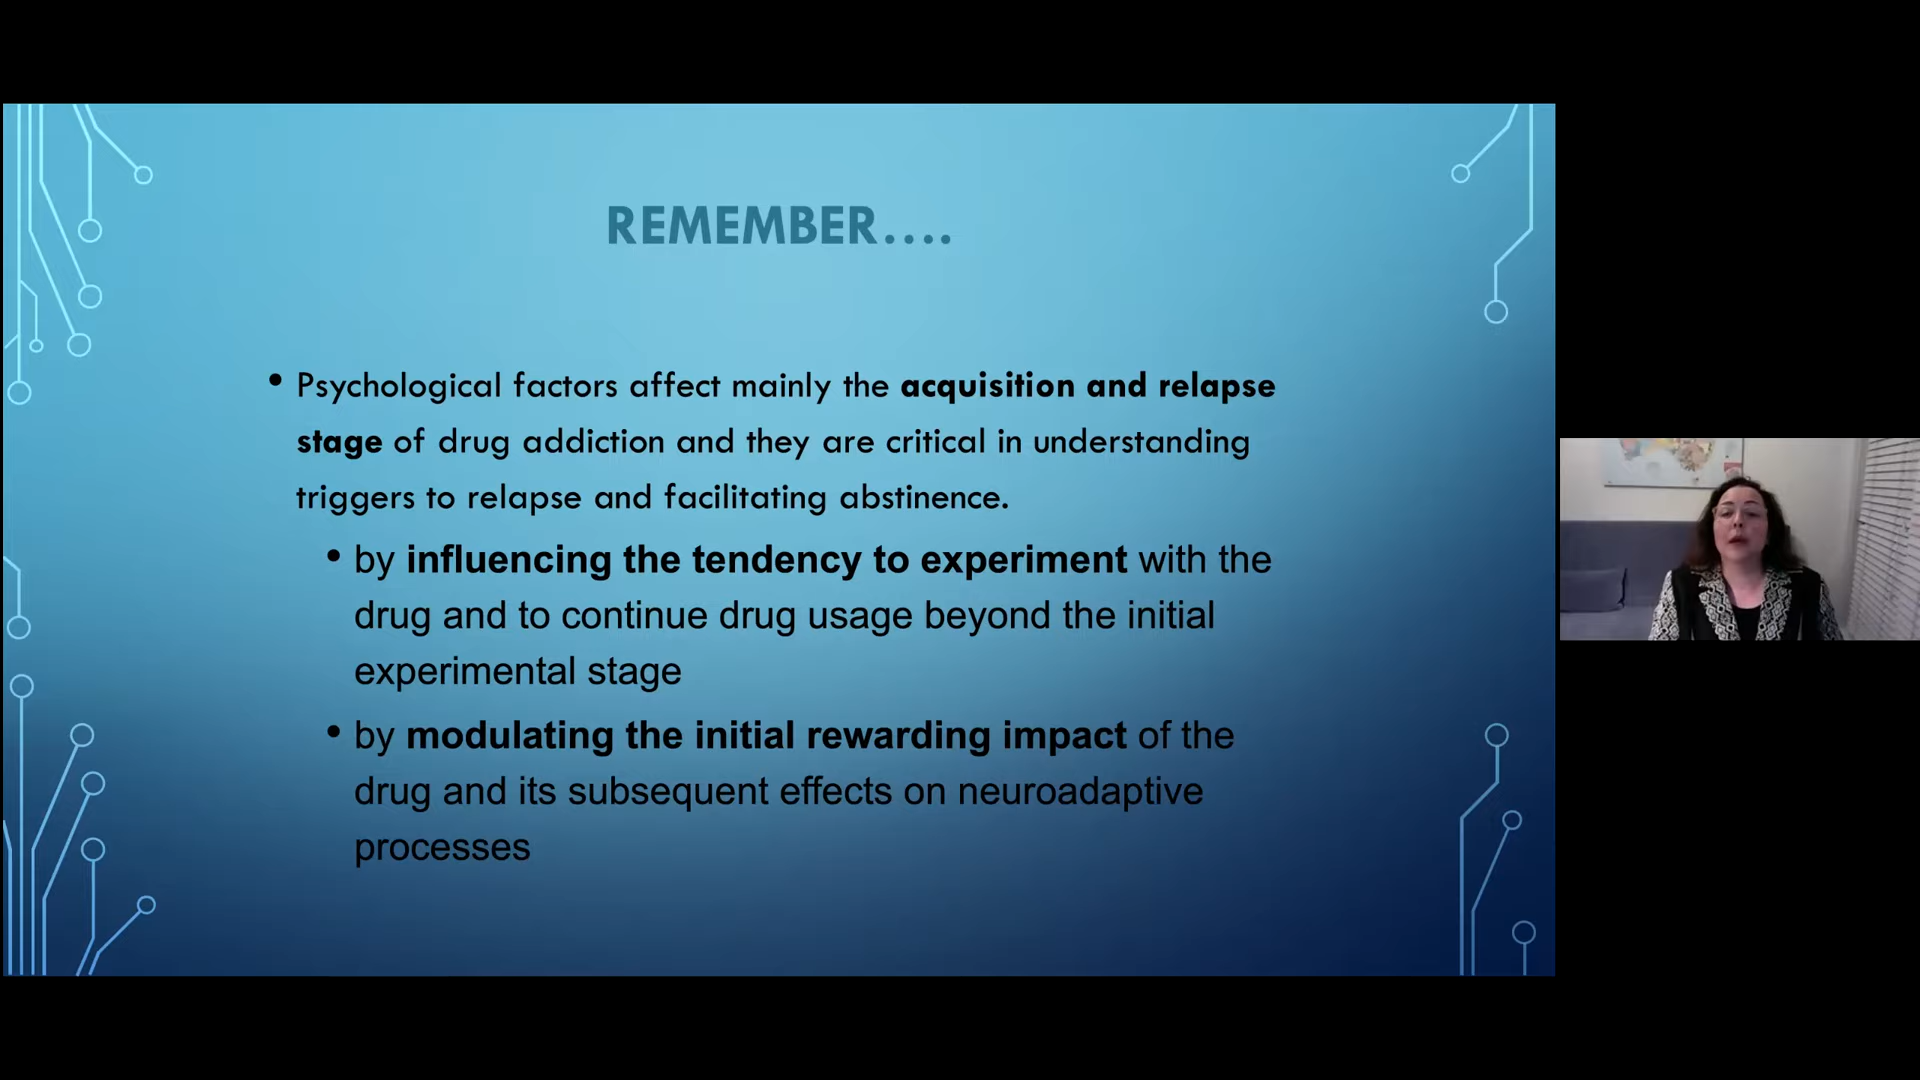 REMEMBER....
• Psychological factors affect mainly the acquisition and relapse
stage of drug addiction and they are critical in understanding
triggers to relapse and facilitating abstinence.
• by influencing the tendency to experiment with the
drug and to continue drug usage beyond the initial
experimental stage
• by modulating the initial rewarding impact of the
drug and its subsequent effects on neuroadaptive
processes